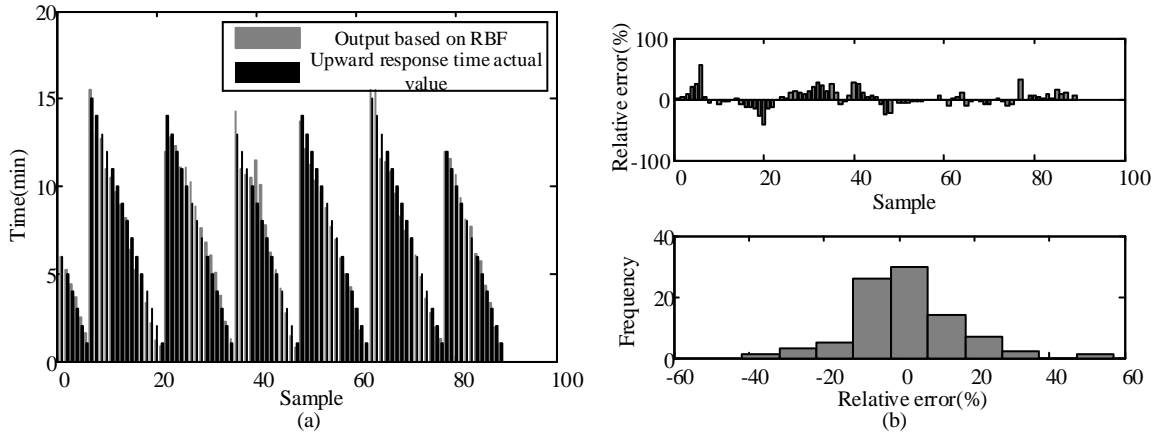 20
15
10
5
0
Time(min)
Output based on RBF
Upward response time actual
value
0 20 40 60 80 100
Sample
(a)
100
0
-100
Relative error(%)
0 20 40 60 80 100
Sample
40
20
0
Frequency
-60 -40 -20 0 20 40 60
Relative error(%)
(b)